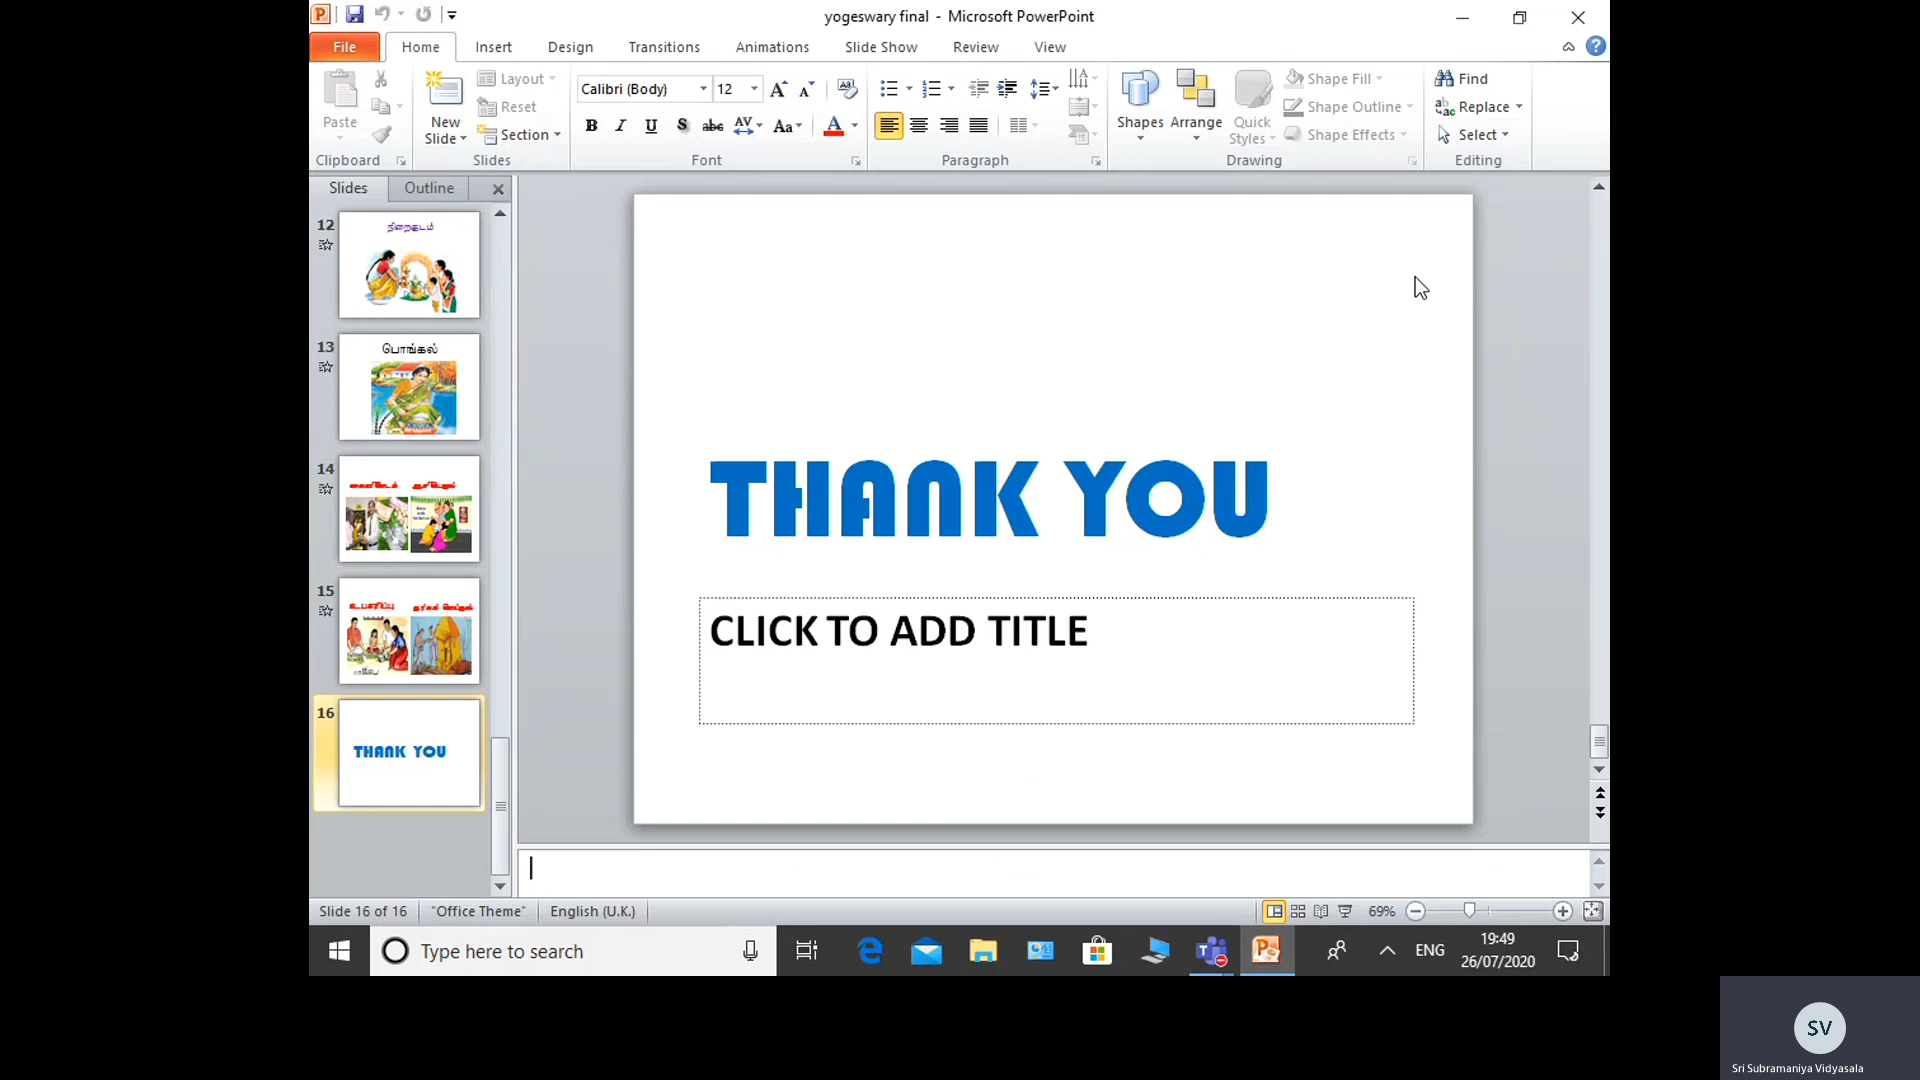 yogeswary final - Microsoft PowerPoint
File Home Insert Design Transitions Animations Slide Show Review View
Paste
Clipboard
New Slide
Layout
Reset
Section
Slides
Calibri (Body) 12
B I U S abc AV Aa A
Font
Paragraph
Shapes Arrange Quick Styles
Shape Fill
Shape Outline
Shape Effects
Drawing
Find
Replace
Select
Editing
Slides Outline
12
நிறைகுடம்
13
பொங்கல்
14
15
உபசரிப்பு
16
THANK YOU
THANK YOU
CLICK TO ADD TITLE
Slide 16 of 16 "Office Theme" English (U.K.) 69%
Type here to search
ENG
19:49
26/07/2020
SV
Sri Subramaniya Vidyasala